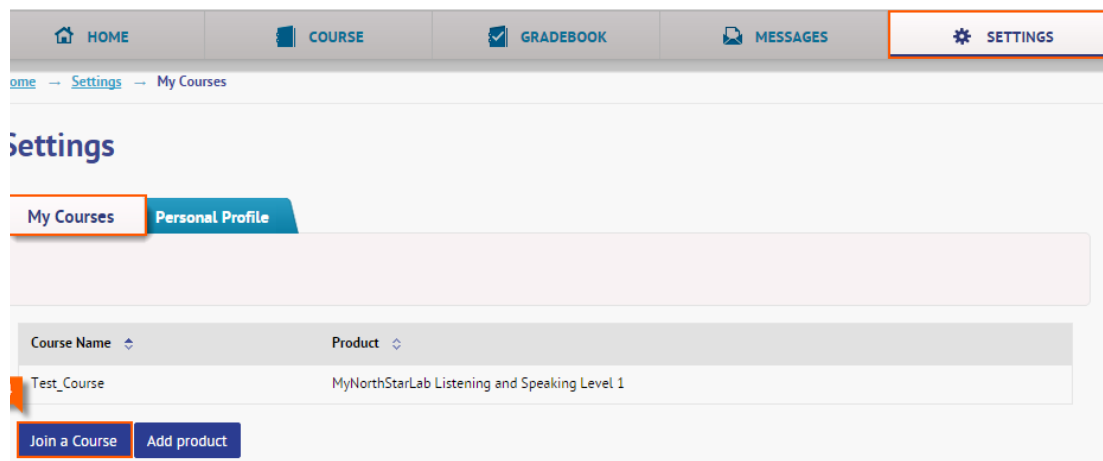 HOME COURSE GRADEBOOK MESSAGES SETTINGS
ome → Settings → My Courses
Settings
My Courses Personal Profile
Course Name Product
Test_Course MyNorthStarLab Listening and Speaking Level 1
Join a Course Add product